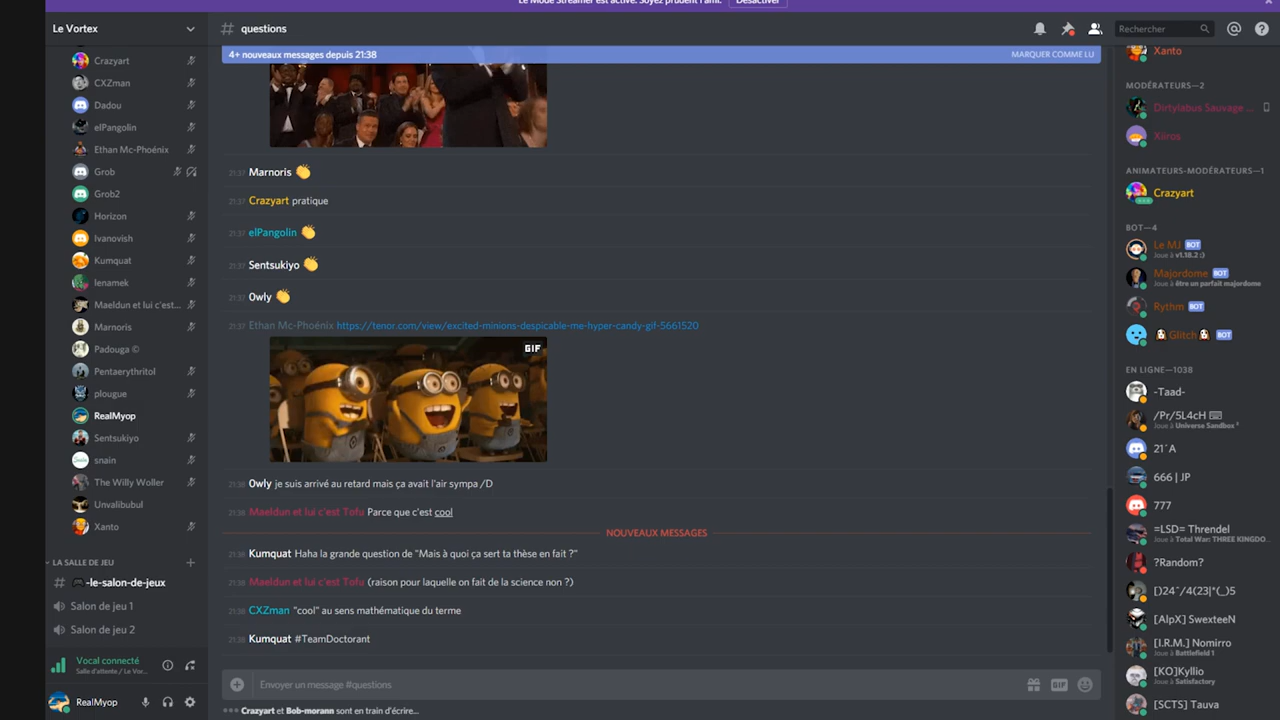 Le Mode Streamer est activé. Soyez prudent l'ami. Désactiver
Le Vortex
Crazyart
CXZman
Dadou
elPangolin
Ethan Mc-Phoénix
Grob
Grob2
Horizon
Ivanovish
Kumquat
lenamek
Maeldun et lui c'est...
Marnoris
Padouga ©
Pentaerythritol
plougue
RealMyop
Sentsukiyo
snain
The Willy Woller
Unvalibubul
Xanto
LA SALLE DE JEU
# 🎮-le-salon-de-jeux
Salon de jeu 1
Salon de jeu 2
Vocal connecté
Salle d'attente / Le Vor...
RealMyop
# questions
Rechercher
4+ nouveaux messages depuis 21:38
MARQUER COMME LU
21:37 Marnoris 👏
21:37 Crazyart pratique
21:37 elPangolin 👏
21:37 Sentsukiyo 👏
21:37 0wly 👏
21:37 Ethan Mc-Phoénix https://tenor.com/view/excited-minions-despicable-me-hyper-candy-gif-5661520
GIF
21:38 0wly je suis arrivé au retard mais ça avait l'air sympa /D
21:38 Maeldun et lui c'est Tofu Parce que c'est cool
NOUVEAUX MESSAGES
21:38 Kumquat Haha la grande question de "Mais à quoi ça sert ta thèse en fait ?"
21:38 Maeldun et lui c'est Tofu (raison pour laquelle on fait de la science non ?)
21:38 CXZman "cool" au sens mathématique du terme
21:38 Kumquat #TeamDoctorant
Envoyer un message #questions
GIF
Crazyart et Bob-morann sont en train d'écrire...
Xanto
MODÉRATEURS—2
Dirtylabus Sauvage ...
Xiiros
ANIMATEURS-MODÉRATEURS—1
Crazyart
BOT—4
Le MJ BOT
Joue à v1.18.2 :)
Majordome BOT
Joue à être un parfait majordome
Rythm BOT
Glitch BOT
EN LIGNE—1038
-Taad-
/Pr/5L4cH
Joue à Universe Sandbox ²
21^A
666 | JP
777
=LSD= Threndel
Joue à Total War: THREE KINGDO...
?Random?
[)24^/4(23|*(_)5
[AlpX] SwexteeN
[I.R.M.] Nomirro
Joue à Battlefield 1
[KO]Kyllio
Joue à Satisfactory
[SCTS] Tauva